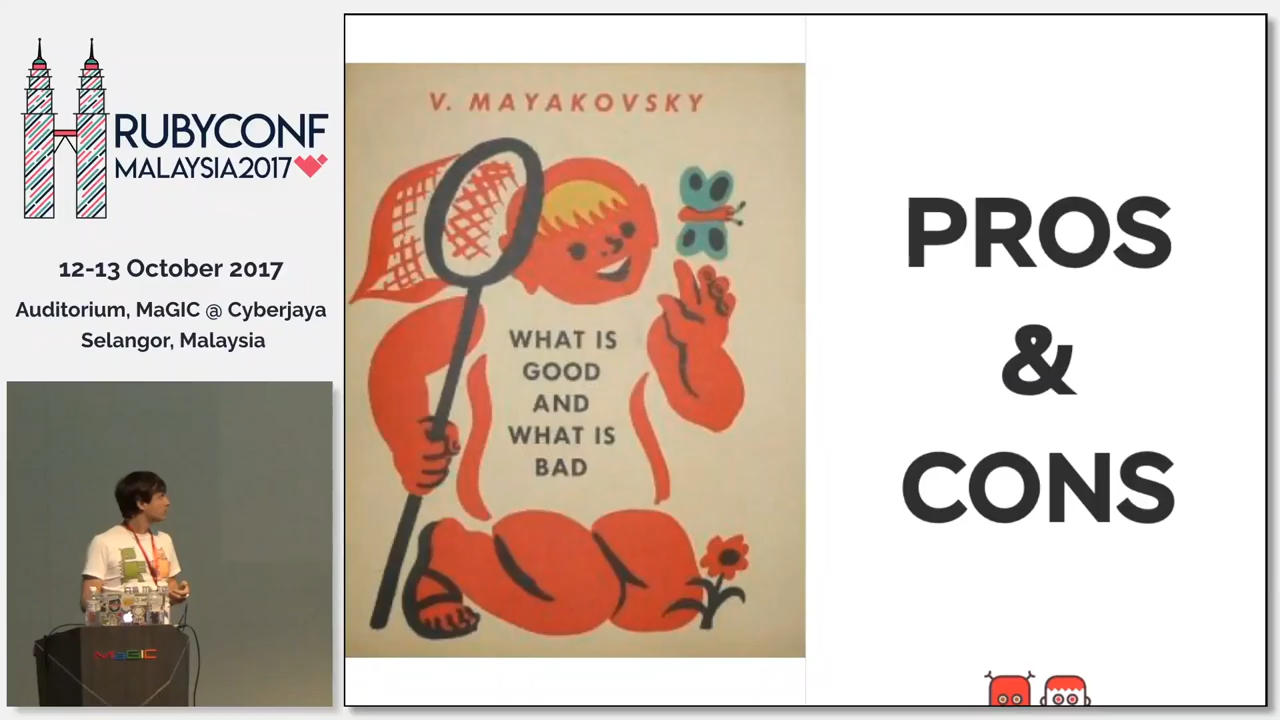 RUBYCONF
MALAYSIA2017
12-13 October 2017
Auditorium, MaGIC @ Cyberjaya
Selangor, Malaysia
MaGIC
V. MAYAKOVSKY
WHAT IS
GOOD
AND
WHAT IS
BAD
PROS
&
CONS